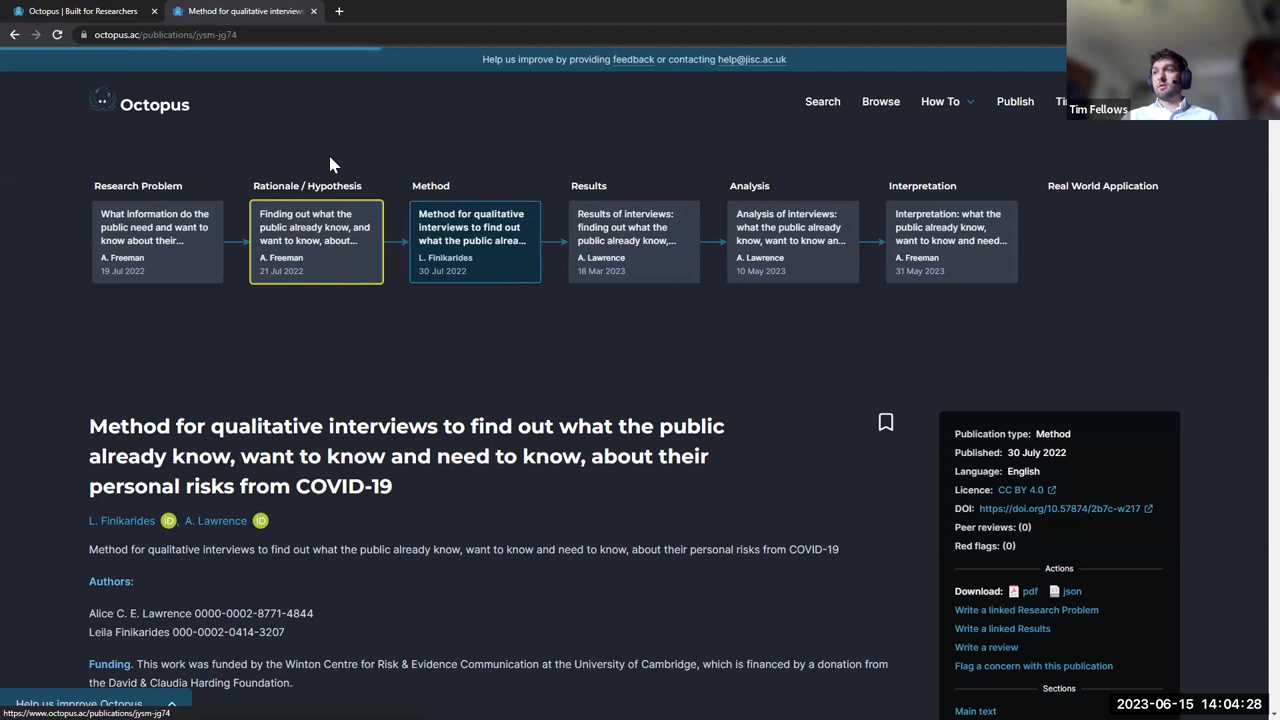 Octopus | Built for Researchers
Method for qualitative interviews
octopus.ac/publications/jysm-jg74
Help us improve by providing feedback or contacting help@jisc.ac.uk
Octopus
Search
Browse
How To
Publish
Ti
Tim Fellows
Research Problem
Rationale / Hypothesis
Method
Results
Analysis
Interpretation
Real World Application
What information do the
public need and want to
know about their...
A. Freeman
19 Jul 2022
Finding out what the
public already know, and
want to know, about...
A. Freeman
21 Jul 2022
Method for qualitative
interviews to find out
what the public alrea...
L. Finikarides
30 Jul 2022
Results of interviews:
finding out what the
public already know,...
A. Lawrence
16 Mar 2023
Analysis of interviews:
what the public already
know, want to know an...
A. Lawrence
10 May 2023
Interpretation: what the
public already know,
want to know and need...
A. Freeman
31 May 2023
Method for qualitative interviews to find out what the public
already know, want to know and need to know, about their
personal risks from COVID-19
L. Finikarides iD, A. Lawrence iD
Method for qualitative interviews to find out what the public already know, want to know and need to know, about their personal risks from COVID-19
Authors:
Alice C. E. Lawrence 0000-0002-8771-4844
Leila Finikarides 000-0002-0414-3207
Funding. This work was funded by the Winton Centre for Risk & Evidence Communication at the University of Cambridge, which is financed by a donation from
the David & Claudia Harding Foundation.
Publication type: Method
Published: 30 July 2022
Language: English
Licence: CC BY 4.0
DOI: https://doi.org/10.57874/2b7c-w217
Peer reviews: (0)
Red flags: (0)
Actions
Download: pdf json
Write a linked Research Problem
Write a linked Results
Write a review
Flag a concern with this publication
Sections
Main text
Help us improve Octopus
https://www.octopus.ac/publications/jysm-jg74
2023-06-15 14:04:28